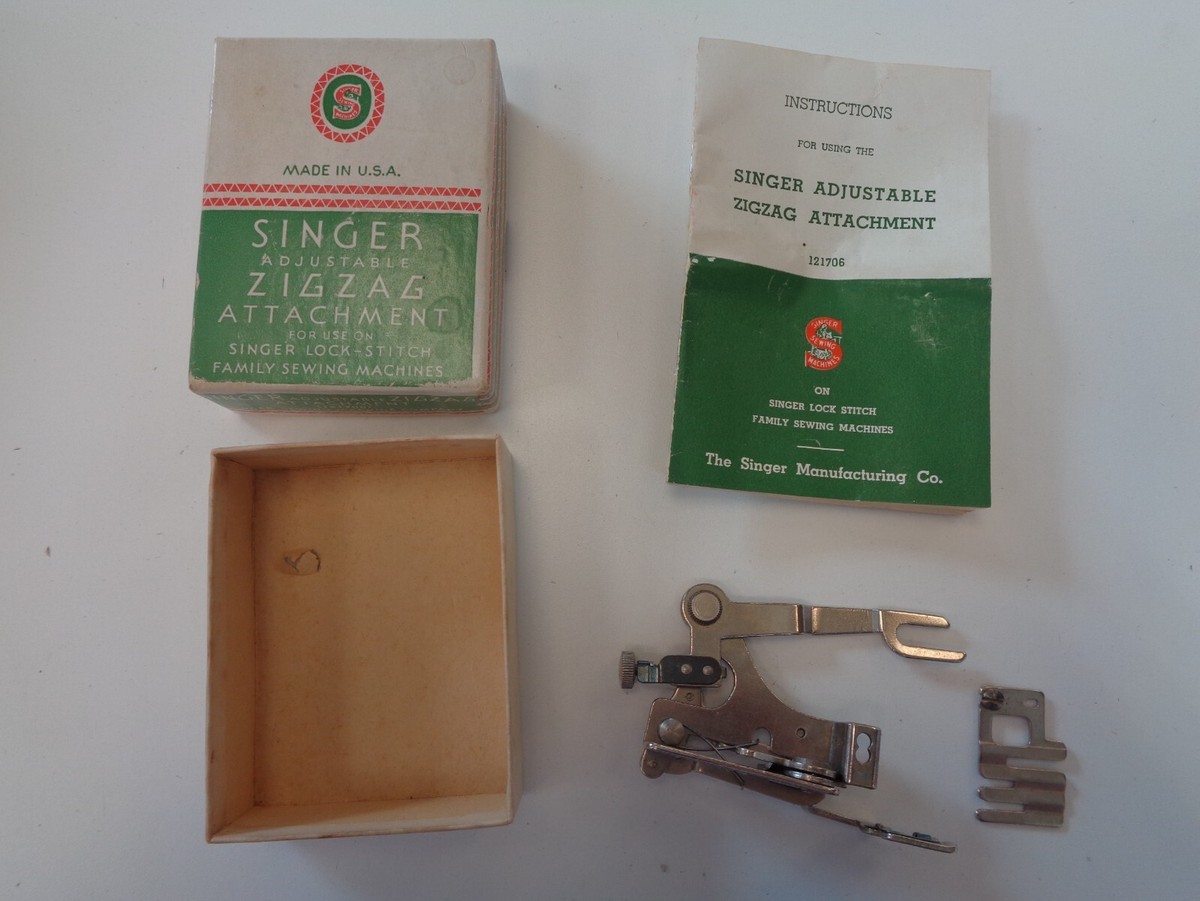 S
MACHINES
MADE IN U.S.A.
SINGER
ADJUSTABLE
ZIGZAG
ATTACHMENT
FOR USE ON
SINGER LOCK-STITCH
FAMILY SEWING MACHINES
ZIGZAG
INSTRUCTIONS
FOR USING THE
SINGER ADJUSTABLE
ZIGZAG ATTACHMENT
121706
SINGER
SEWING
MACHINES
ON
SINGER LOCK STITCH
FAMILY SEWING MACHINES
The Singer Manufacturing Co.